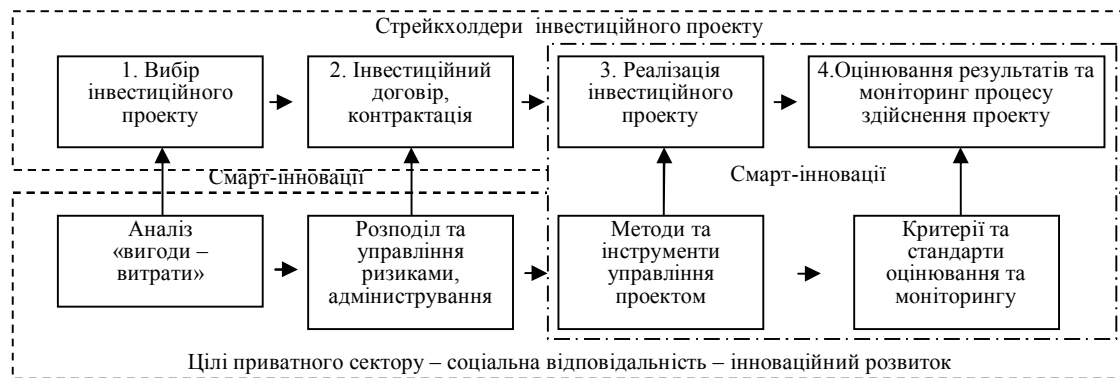 Стрейкхолдери інвестиційного проекту
1. Вибір
інвестиційного
проекту
2. Інвестиційний
договір,
контрактація
3. Реалізація
інвестиційного
проекту
4.Оцінювання результатів та
моніторинг процесу
здійснення проекту
Смарт-інновації
Смарт-інновації
Аналіз
«вигоди –
витрати»
Розподіл та
управління
ризиками,
адміністрування
Методи та
інструменти
управління
проектом
Критерії та
стандарти
оцінювання та
моніторингу
Цілі приватного сектору – соціальна відповідальність – інноваційний розвиток